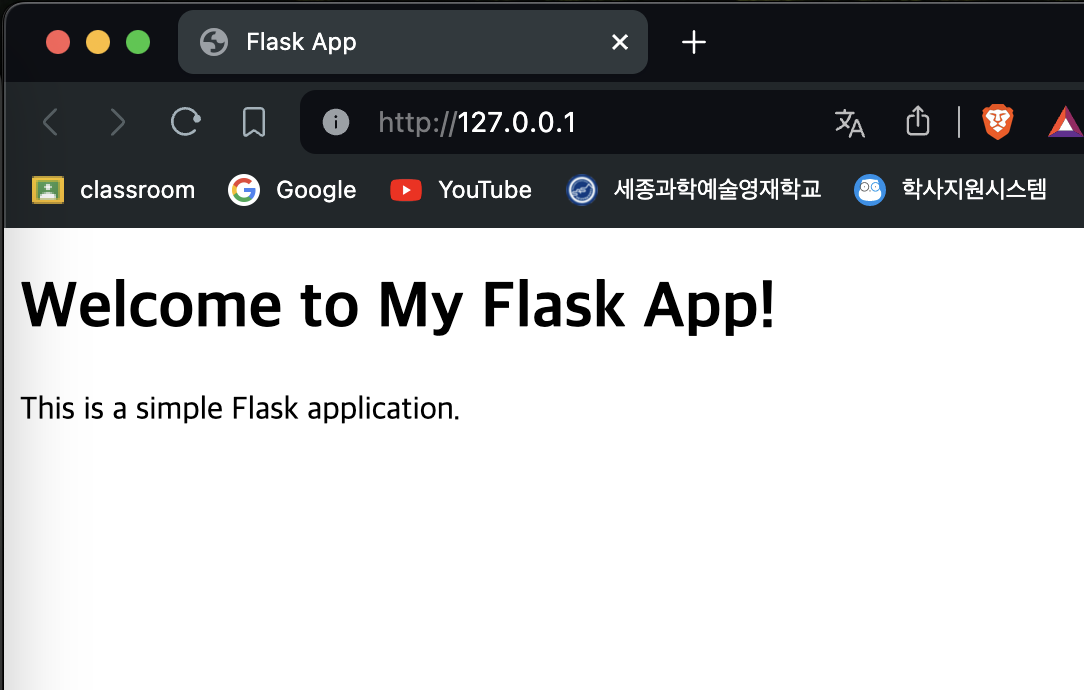 Flask App
http://127.0.0.1
classroom Google YouTube 세종과학예술영재학교 학사지원시스템
Welcome to My Flask App!
This is a simple Flask application.